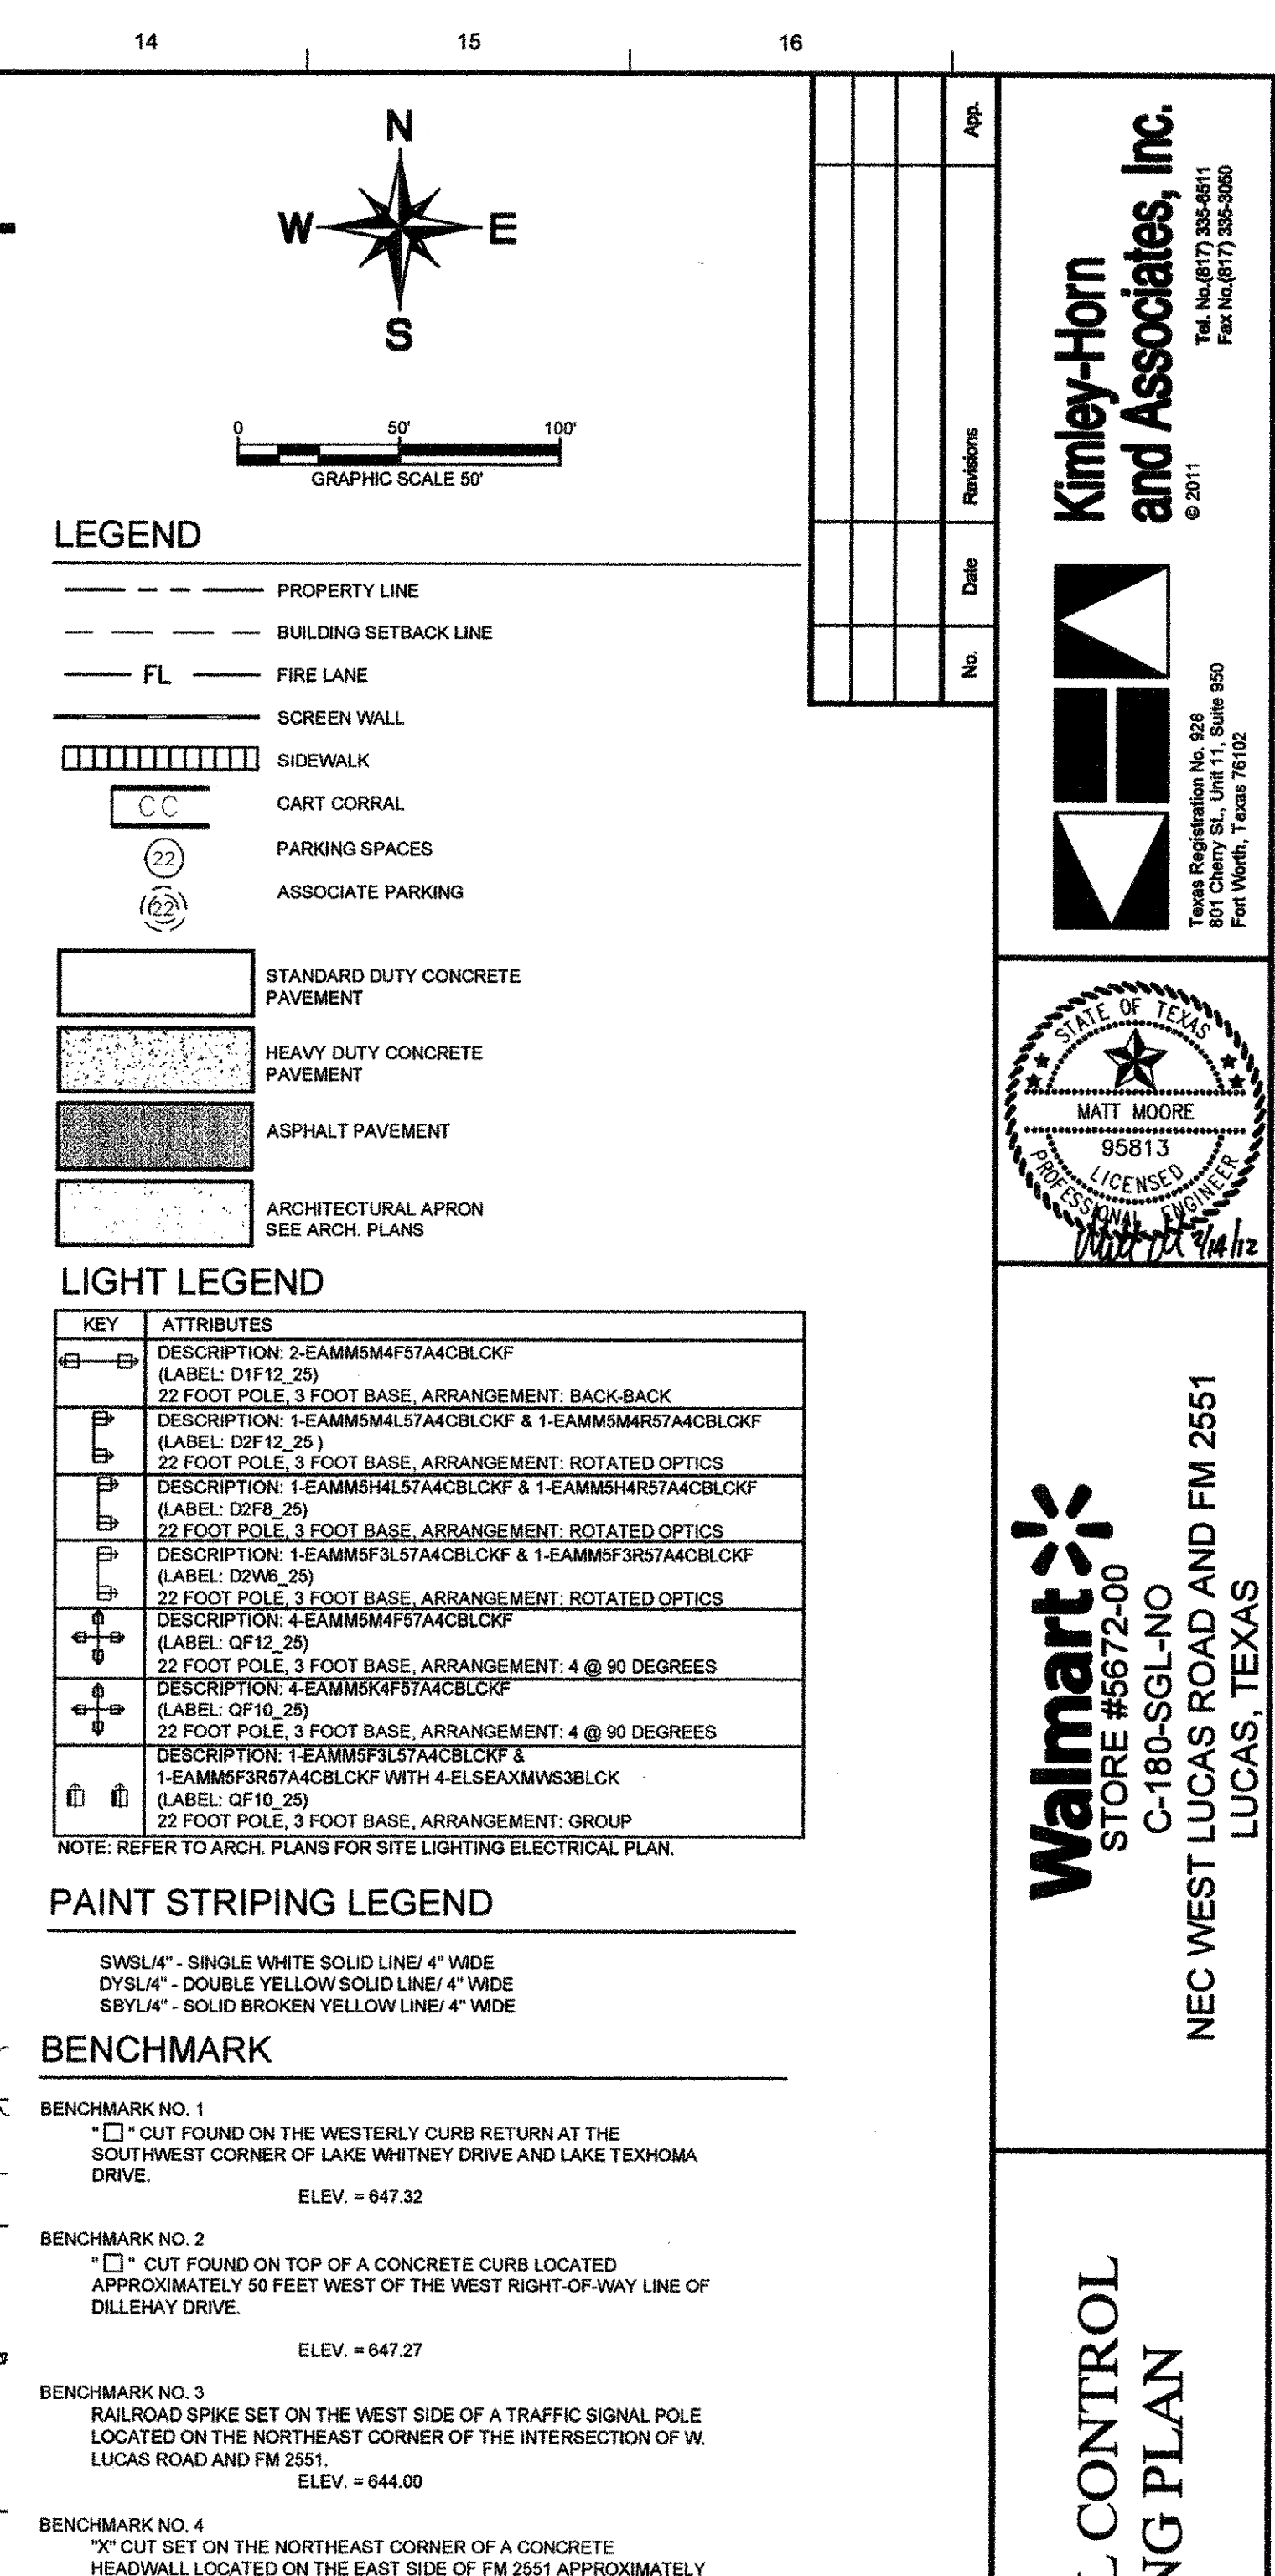 14 15 16
N
W E
S
0 50' 100'
GRAPHIC SCALE 50'
LEGEND
PROPERTY LINE
BUILDING SETBACK LINE
FL FIRE LANE
SCREEN WALL
SIDEWALK
CC CART CORRAL
22 PARKING SPACES
22 ASSOCIATE PARKING
STANDARD DUTY CONCRETE
PAVEMENT
HEAVY DUTY CONCRETE
PAVEMENT
ASPHALT PAVEMENT
ARCHITECTURAL APRON
SEE ARCH. PLANS
LIGHT LEGEND
KEY ATTRIBUTES
DESCRIPTION: 2-EAMM5M4F57A4CBLCKF
(LABEL: D1F12_25)
22 FOOT POLE, 3 FOOT BASE, ARRANGEMENT: BACK-BACK
DESCRIPTION: 1-EAMM5M4L57A4CBLCKF & 1-EAMM5M4R57A4CBLCKF
(LABEL: D2F12_25 )
22 FOOT POLE, 3 FOOT BASE, ARRANGEMENT: ROTATED OPTICS
DESCRIPTION: 1-EAMM5H4L57A4CBLCKF & 1-EAMM5H4R57A4CBLCKF
(LABEL: D2F8_25)
22 FOOT POLE, 3 FOOT BASE, ARRANGEMENT: ROTATED OPTICS
DESCRIPTION: 1-EAMM5F3L57A4CBLCKF & 1-EAMM5F3R57A4CBLCKF
(LABEL: D2W6_25)
22 FOOT POLE, 3 FOOT BASE, ARRANGEMENT: ROTATED OPTICS
DESCRIPTION: 4-EAMM5M4F57A4CBLCKF
(LABEL: QF12_25)
22 FOOT POLE, 3 FOOT BASE, ARRANGEMENT: 4 @ 90 DEGREES
DESCRIPTION: 4-EAMM5K4F57A4CBLCKF
(LABEL: QF10_25)
22 FOOT POLE, 3 FOOT BASE, ARRANGEMENT: 4 @ 90 DEGREES
DESCRIPTION: 1-EAMM5F3L57A4CBLCKF &
1-EAMM5F3R57A4CBLCKF WITH 4-ELSEAXMWS3BLCK
(LABEL: QF10_25)
22 FOOT POLE, 3 FOOT BASE, ARRANGEMENT: GROUP
NOTE: REFER TO ARCH. PLANS FOR SITE LIGHTING ELECTRICAL PLAN.
PAINT STRIPING LEGEND
SWSL/4" - SINGLE WHITE SOLID LINE/ 4" WIDE
DYSL/4" - DOUBLE YELLOW SOLID LINE/ 4" WIDE
SBYL/4" - SOLID BROKEN YELLOW LINE/ 4" WIDE
BENCHMARK
BENCHMARK NO. 1
"□" CUT FOUND ON THE WESTERLY CURB RETURN AT THE
SOUTHWEST CORNER OF LAKE WHITNEY DRIVE AND LAKE TEXHOMA
DRIVE.
ELEV. = 647.32
BENCHMARK NO. 2
"□" CUT FOUND ON TOP OF A CONCRETE CURB LOCATED
APPROXIMATELY 50 FEET WEST OF THE WEST RIGHT-OF-WAY LINE OF
DILLEHAY DRIVE.
ELEV. = 647.27
BENCHMARK NO. 3
RAILROAD SPIKE SET ON THE WEST SIDE OF A TRAFFIC SIGNAL POLE
LOCATED ON THE NORTHEAST CORNER OF THE INTERSECTION OF W.
LUCAS ROAD AND FM 2551.
ELEV. = 644.00
BENCHMARK NO. 4
"X" CUT SET ON THE NORTHEAST CORNER OF A CONCRETE
HEADWALL LOCATED ON THE EAST SIDE OF FM 2551 APPROXIMATELY
No. Date Revisions App.
Kimley-Horn
and Associates, Inc.
© 2011
Tel. No.(817) 335-6511
Fax No.(817) 335-3050
Texas Registration No. 928
801 Cherry St., Unit 11, Suite 950
Fort Worth, Texas 76102
STATE OF TEXAS
MATT MOORE
95813
LICENSED
PROFESSIONAL ENGINEER
2/14/12
Walmart
STORE #5672-00
C-180-SGL-NO
NEC WEST LUCAS ROAD AND FM 2551
LUCAS, TEXAS
CONTROL
PLAN